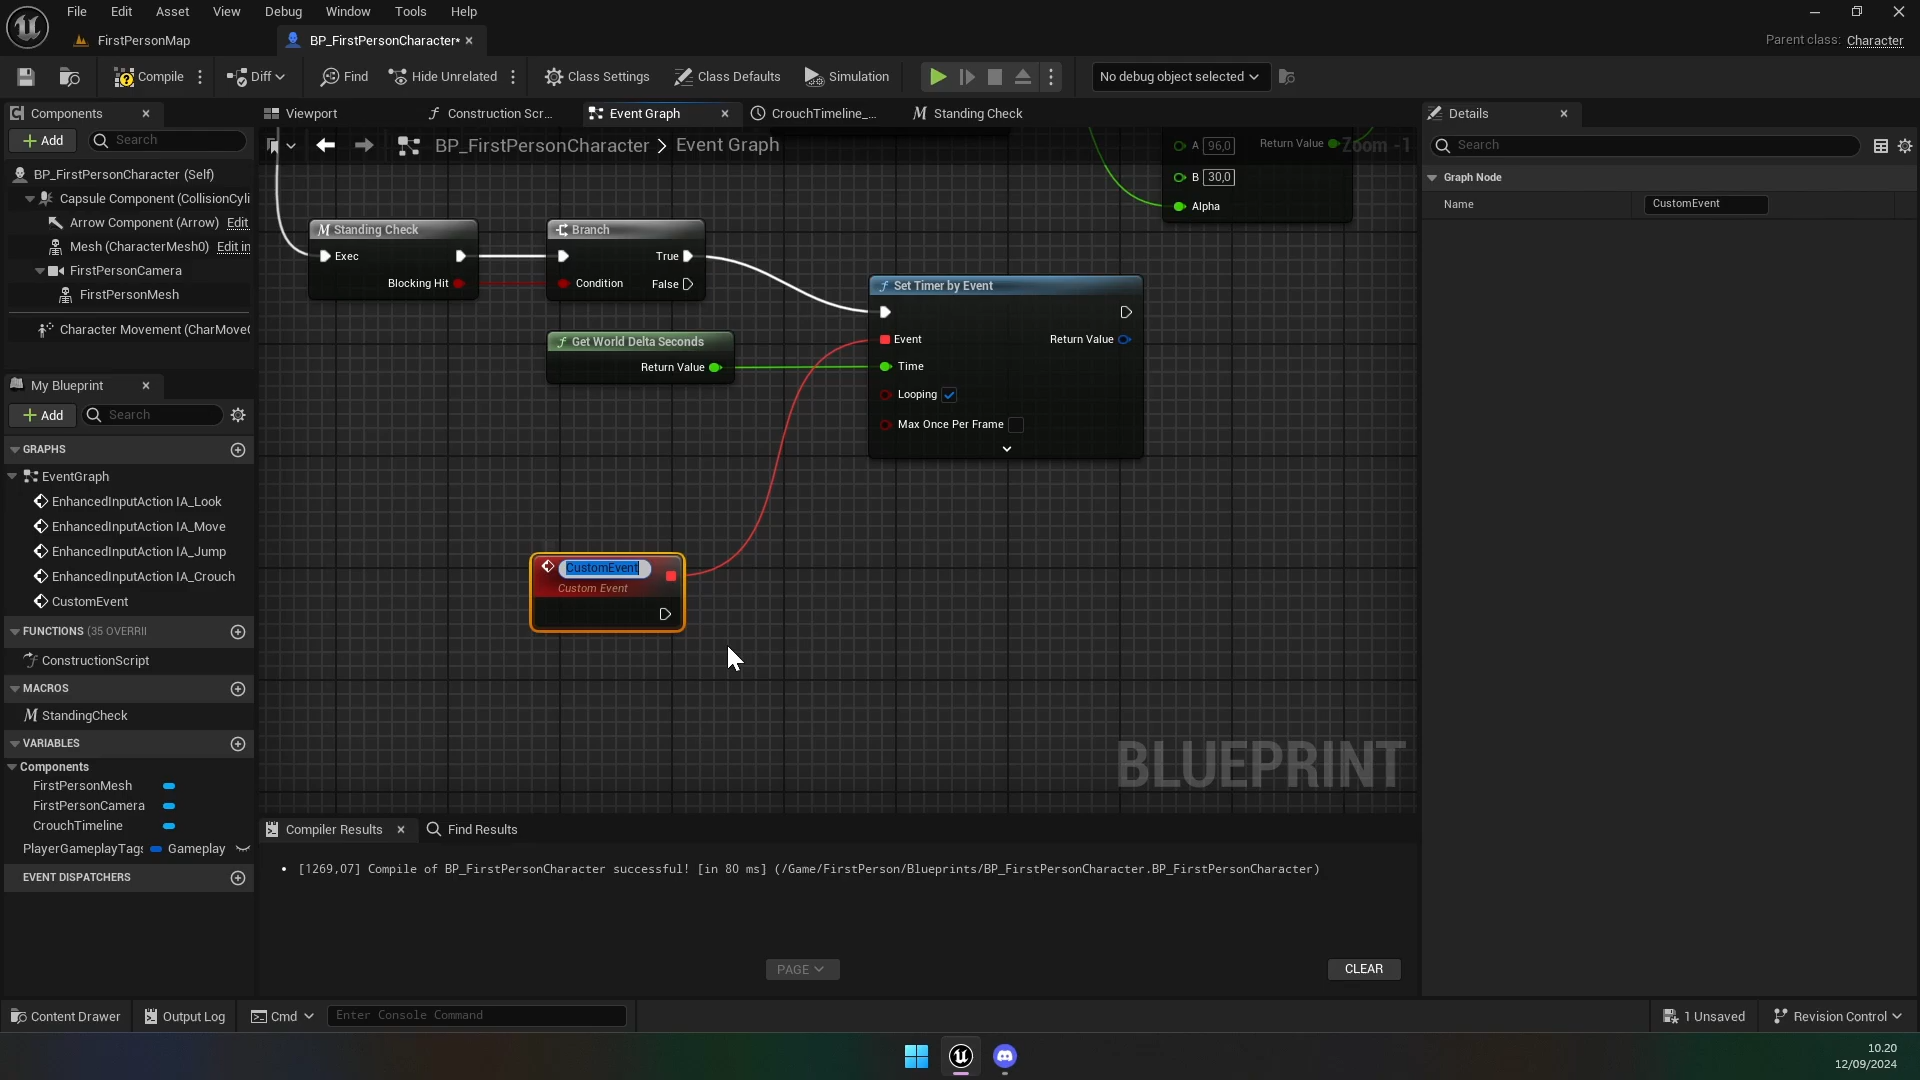 File Edit Asset View Debug Window Tools Help
FirstPersonMap
BP_FirstPersonCharacter*
Parent class: Character
Compile
Diff
Find
Hide Unrelated
Class Settings
Class Defaults
Simulation
No debug object selected
Components
Add
Search
BP_FirstPersonCharacter (Self)
Capsule Component (CollisionCyli
Arrow Component (Arrow) Edit
Mesh (CharacterMesh0) Edit in
FirstPersonCamera
FirstPersonMesh
Character Movement (CharMove(
My Blueprint
Add
Search
GRAPHS
EventGraph
EnhancedInputAction IA_Look
EnhancedInputAction IA_Move
EnhancedInputAction IA_Jump
EnhancedInputAction IA_Crouch
CustomEvent
FUNCTIONS (35 OVERRI
ConstructionScript
MACROS
StandingCheck
VARIABLES
Components
FirstPersonMesh
FirstPersonCamera
CrouchTimeline
PlayerGameplayTags Gameplay
EVENT DISPATCHERS
Viewport
Construction Scr...
Event Graph
CrouchTimeline_...
Standing Check
BP_FirstPersonCharacter > Event Graph
Zoom -1
A 96,0 Return Value
B 30,0
Alpha
Standing Check
Exec
Blocking Hit
Branch
True
Condition False
Get World Delta Seconds
Return Value
Set Timer by Event
Event Return Value
Time
Looping
Max Once Per Frame
CustomEvent
Custom Event
BLUEPRINT
Compiler Results
Find Results
[1269,07] Compile of BP_FirstPersonCharacter successful! [in 80 ms] (/Game/FirstPerson/Blueprints/BP_FirstPersonCharacter.BP_FirstPersonCharacter)
PAGE
CLEAR
Details
Search
Graph Node
Name CustomEvent
Content Drawer
Output Log
Cmd
Enter Console Command
1 Unsaved
Revision Control
10.20
12/09/2024